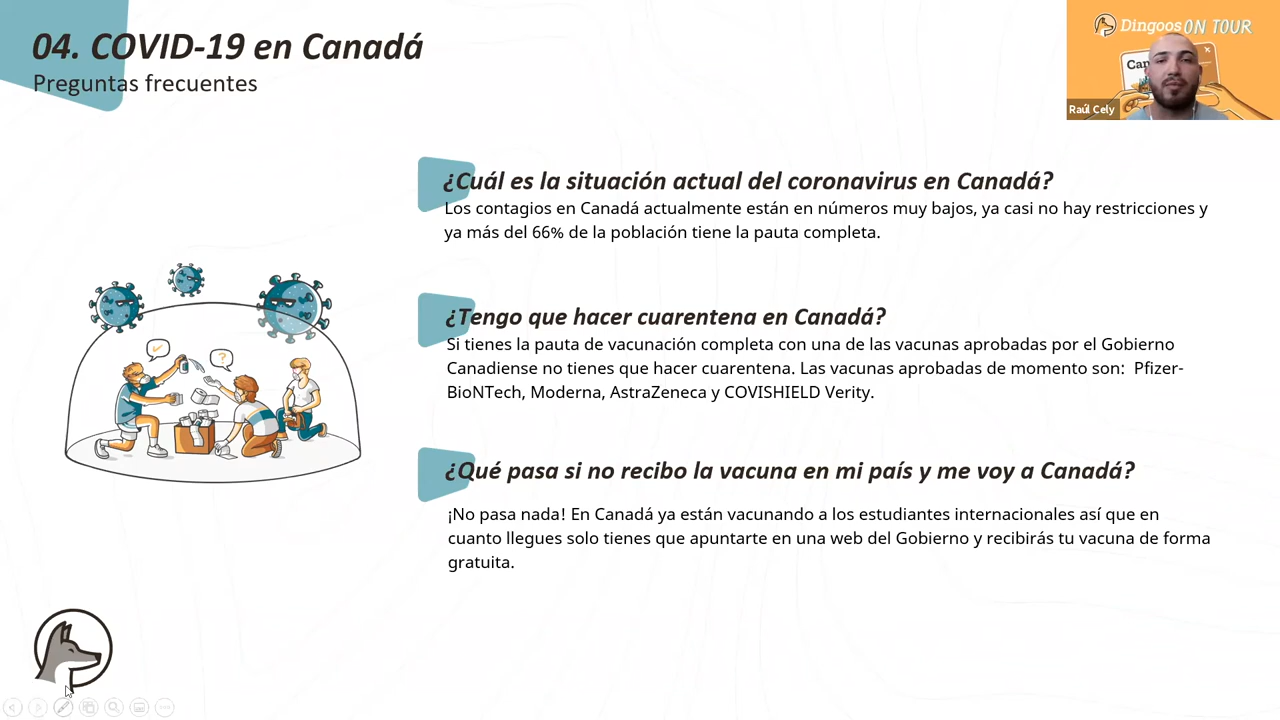 04. COVID-19 en Canadá
Preguntas frecuentes
Dingoos ON TOUR
Can
Raúl Cely
¿Cuál es la situación actual del coronavirus en Canadá?
Los contagios en Canadá actualmente están en números muy bajos, ya casi no hay restricciones y
ya más del 66% de la población tiene la pauta completa.
¿Tengo que hacer cuarentena en Canadá?
Si tienes la pauta de vacunación completa con una de las vacunas aprobadas por el Gobierno
Canadiense no tienes que hacer cuarentena. Las vacunas aprobadas de momento son: Pfizer-
BioNTech, Moderna, AstraZeneca y COVISHIELD Verity.
¿Qué pasa si no recibo la vacuna en mi país y me voy a Canadá?
¡No pasa nada! En Canadá ya están vacunando a los estudiantes internacionales así que en
cuanto llegues solo tienes que apuntarte en una web del Gobierno y recibirás tu vacuna de forma
gratuita.
?